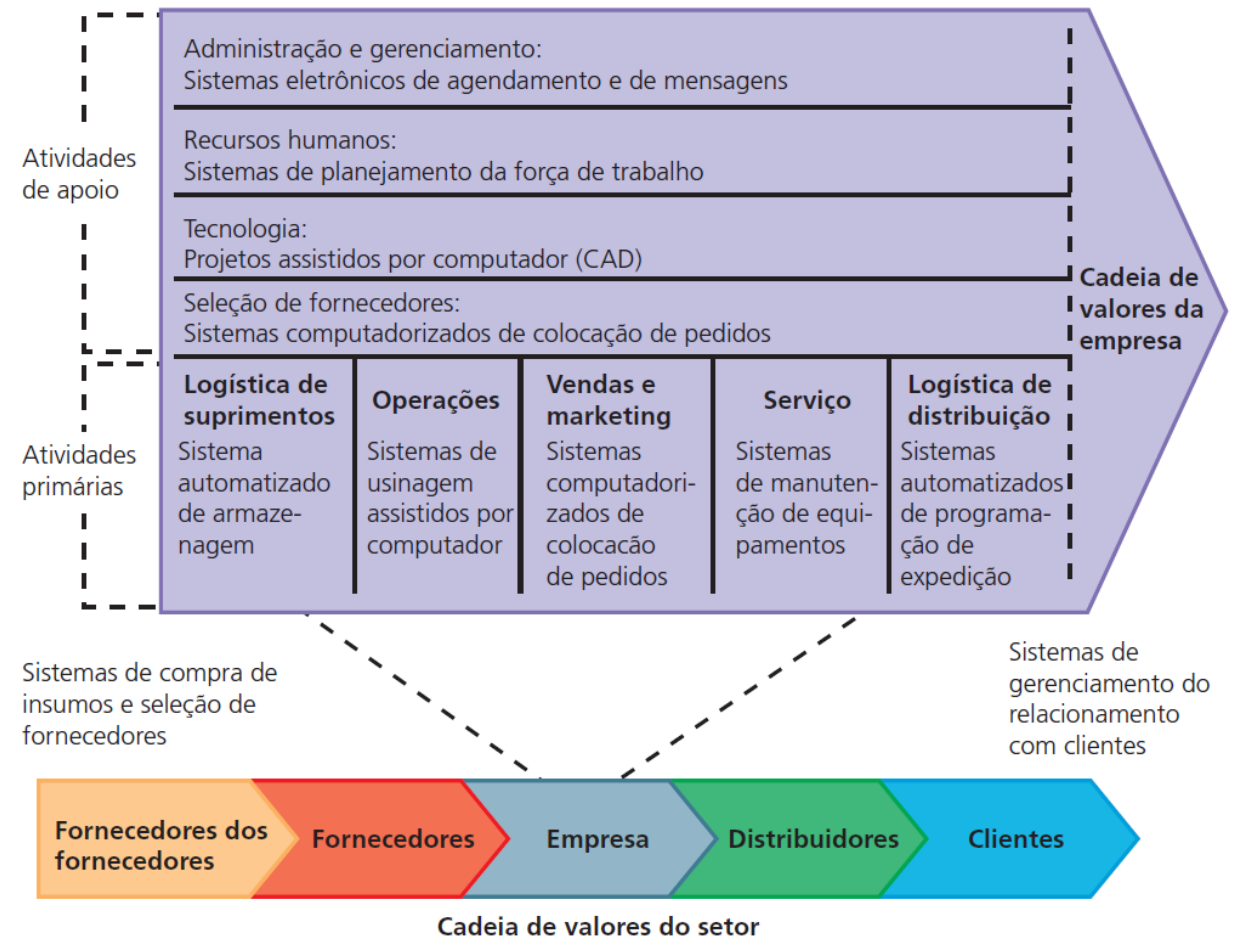 Administração e gerenciamento:
Sistemas eletrônicos de agendamento e de mensagens
Recursos humanos:
Sistemas de planejamento da força de trabalho
Atividades
de apoio
Tecnologia:
Projetos assistidos por computador (CAD)
Seleção de fornecedores:
Sistemas computadorizados de colocação de pedidos
Cadeia de
valores da
empresa
Atividades
primárias
Logística de
suprimentos
Sistema
automatizado
de armaze-
nagem
Operações
Sistemas de
usinagem
assistidos por
computador
Vendas e
marketing
Sistemas
computadori-
zados de
colocacão
de pedidos
Serviço
Sistemas
de manuten-
ção de equi-
pamentos
Logística de
distribuição
Sistemas
automatizados
de programa-
ção de
expedição
Sistemas de compra de
insumos e seleção de
fornecedores
Sistemas de
gerenciamento do
relacionamento
com clientes
Fornecedores dos
fornecedores
Fornecedores
Empresa
Distribuidores
Clientes
Cadeia de valores do setor